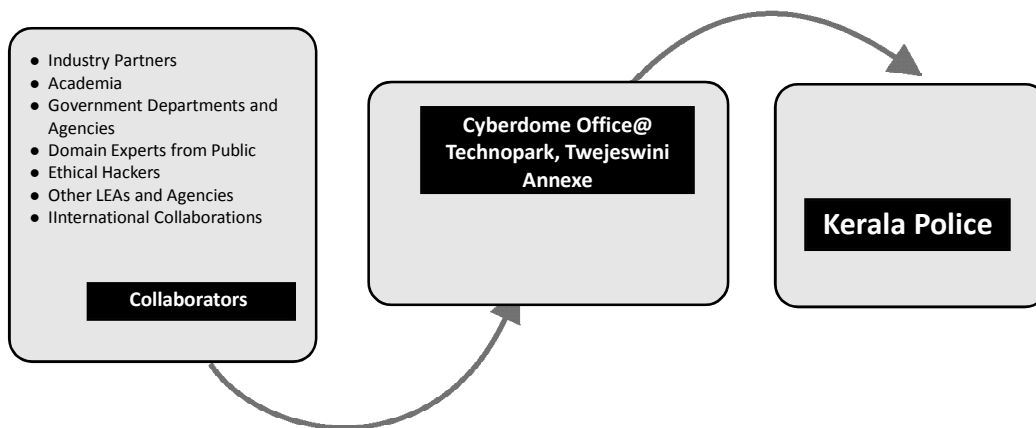 ● Industry Partners
● Academia
● Government Departments and
Agencies
● Domain Experts from Public
● Ethical Hackers
● Other LEAs and Agencies
● IInternational Collaborations
Collaborators
Cyberdome Office@
Technopark, Twejeswini
Annexe
Kerala Police